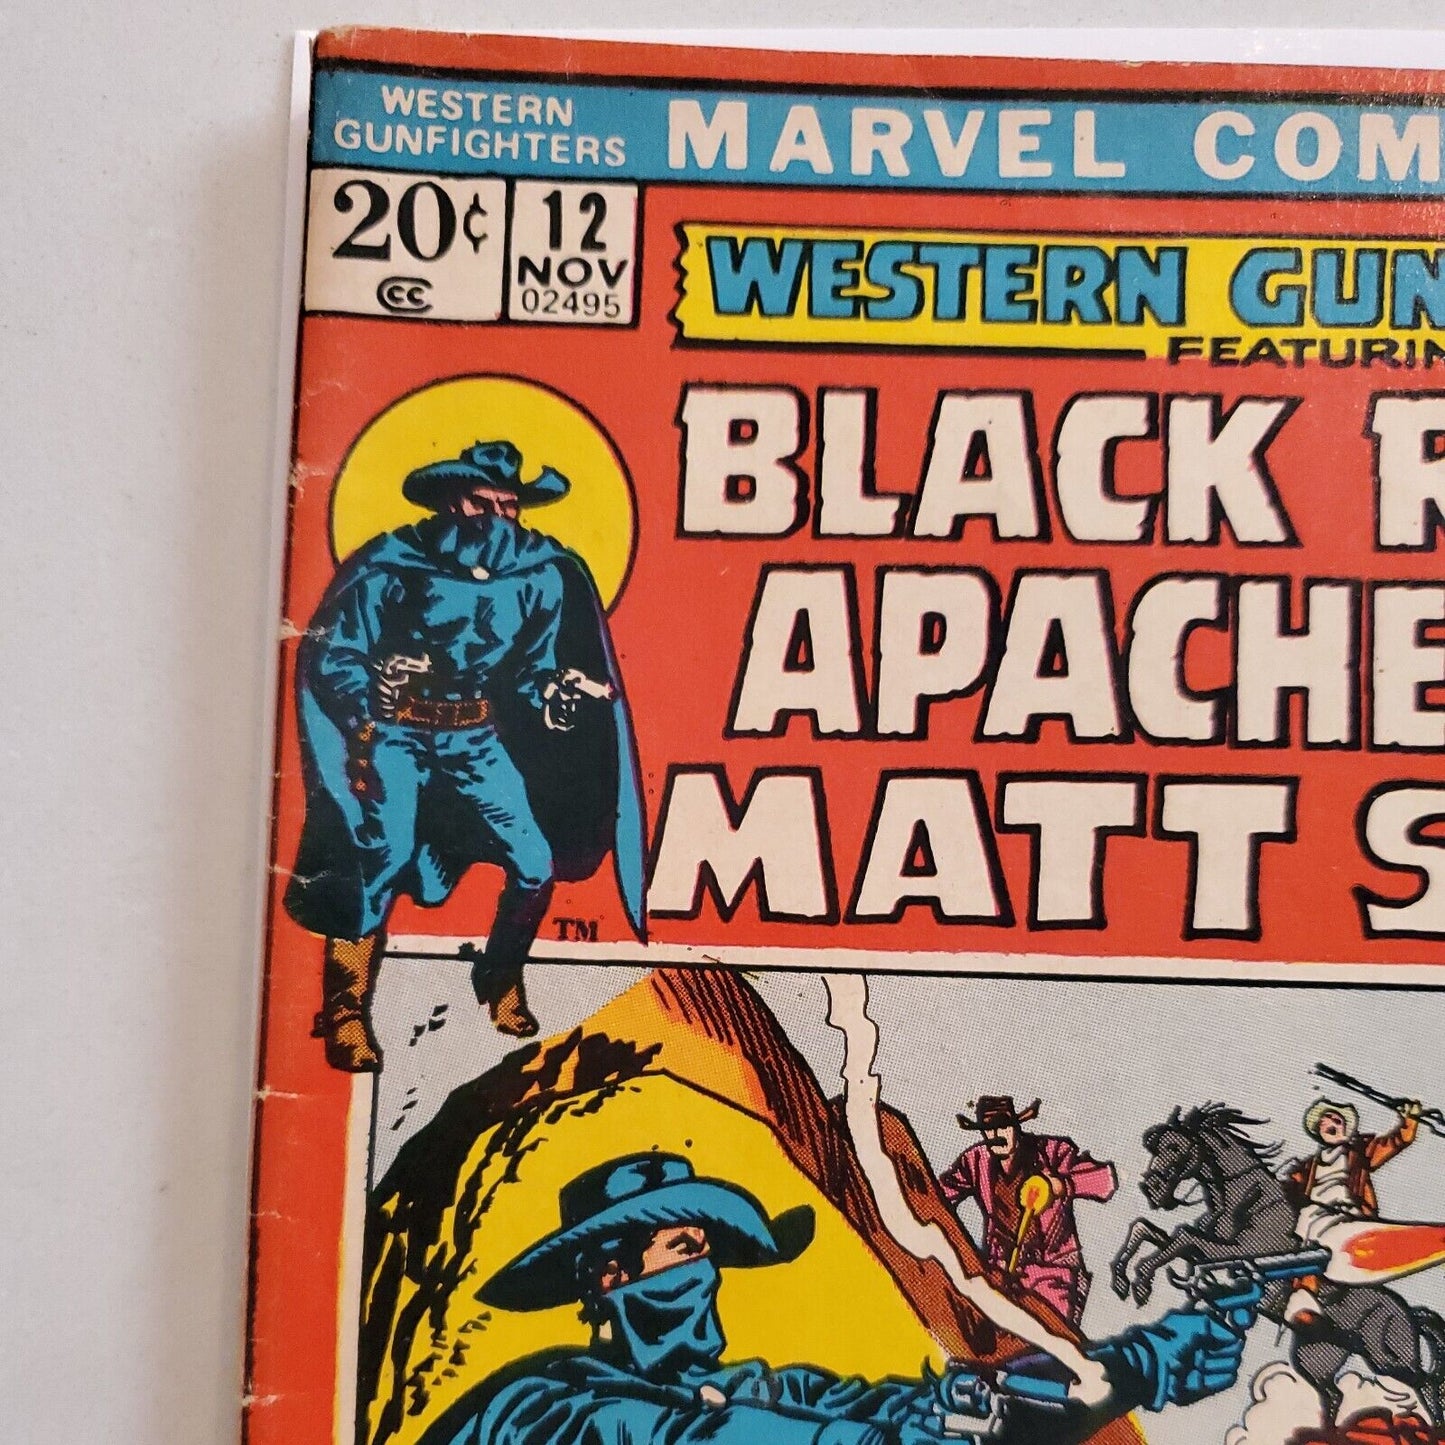 WESTERN
GUNFIGHTERS
MARVEL COM
20¢
CC
12
NOV
02495
WESTERN GUN
FEATURIN
BLACK R
APACHE
MATT S
TM